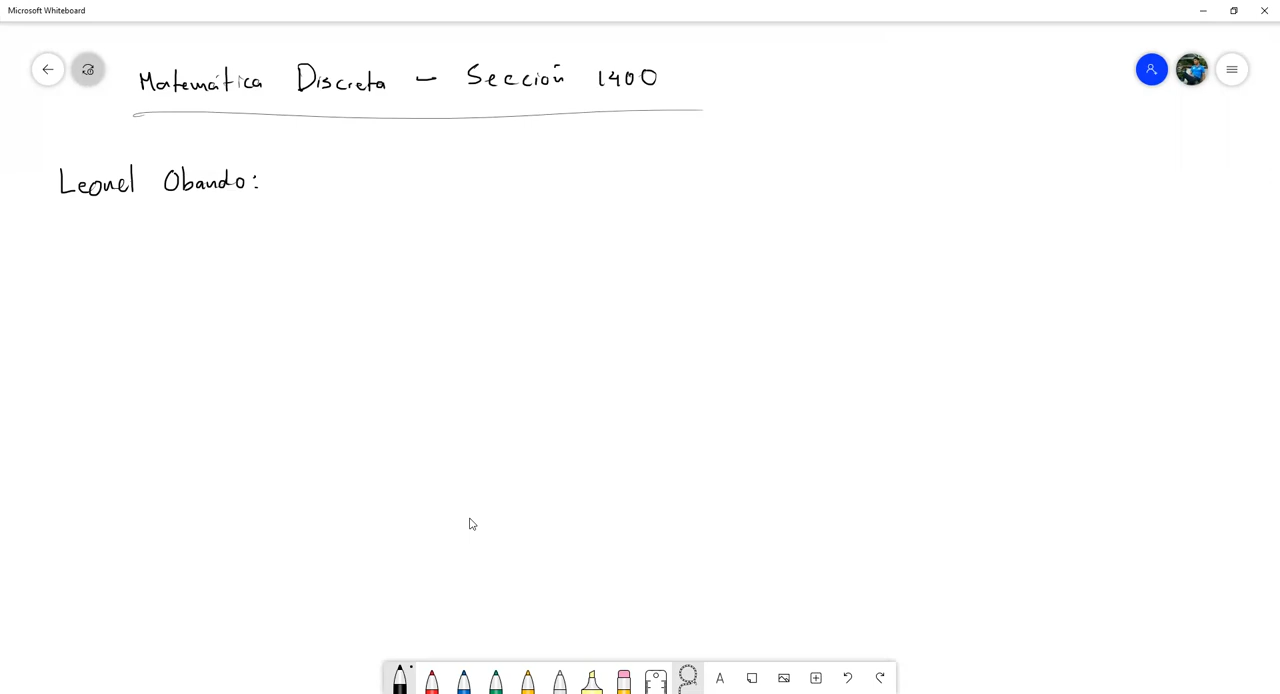 Microsoft Whiteboard
Matemática Discreta - Sección 1400
Leonel Obando:
A